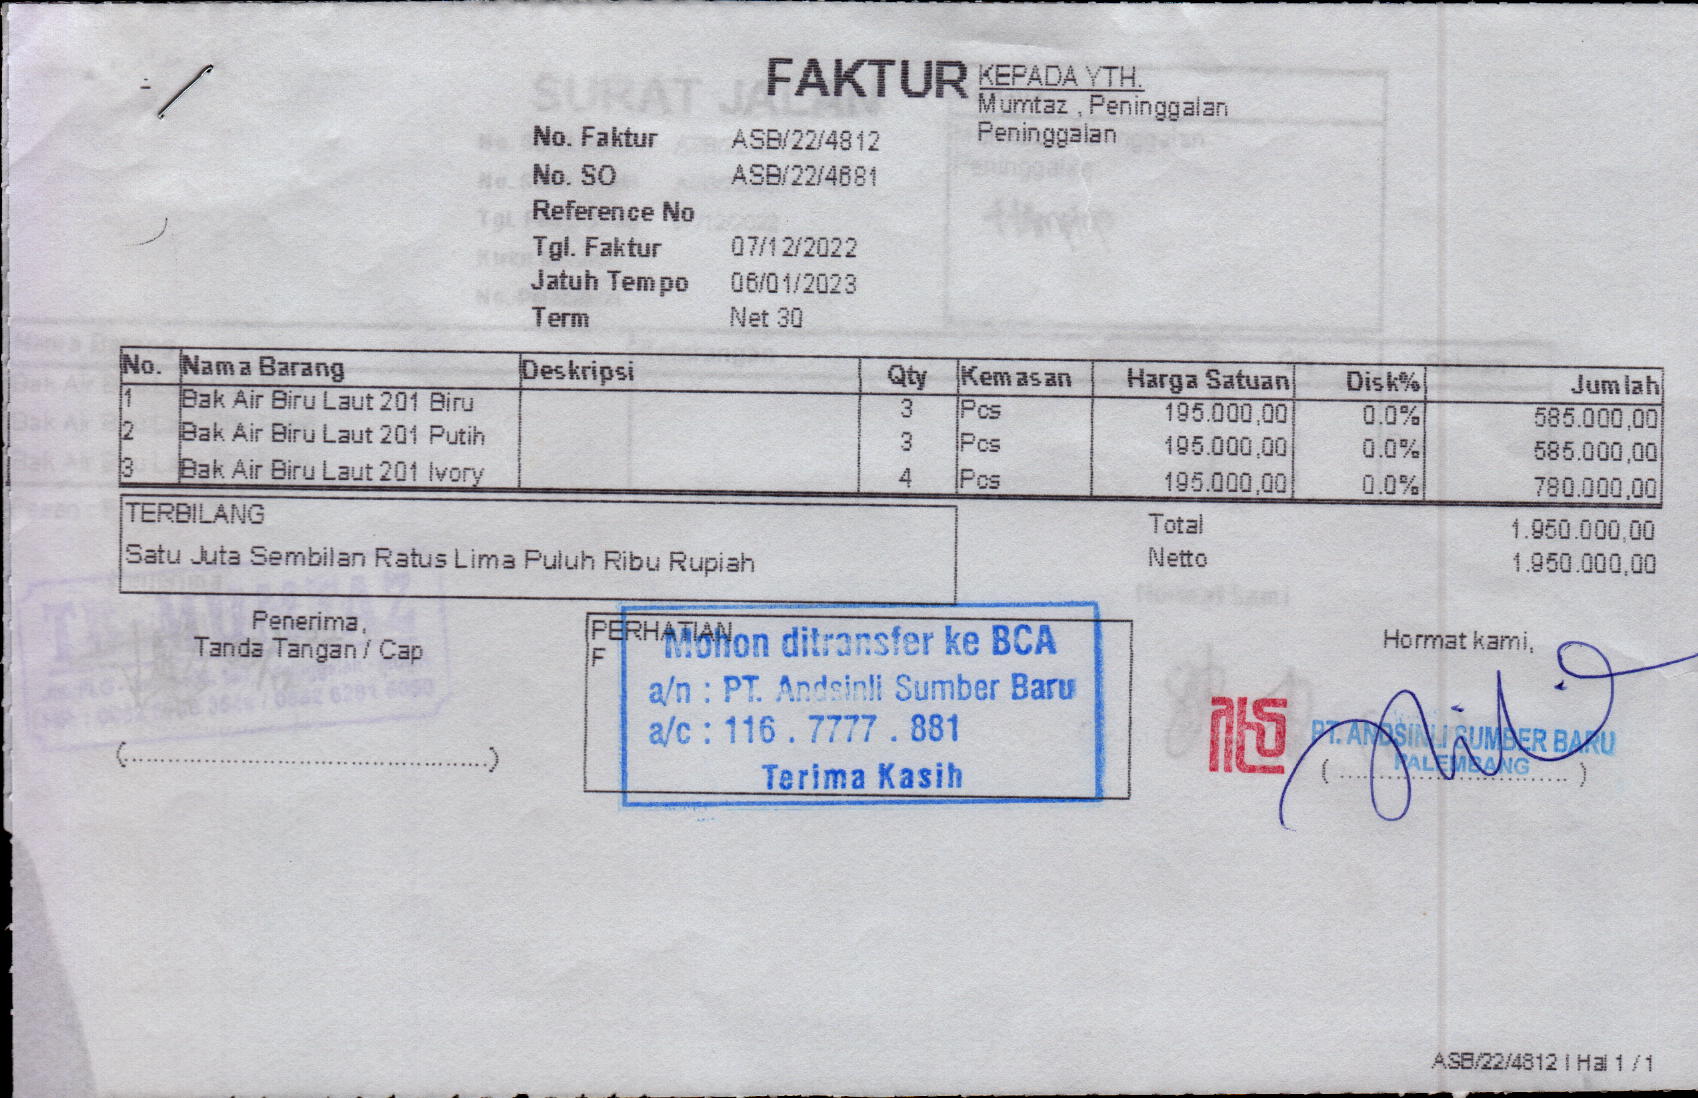 FAKTUR
KEPADA YTH.
Mumtaz , Peninggalan
Peninggalan
No. Faktur ASB/22/4812
No. SO ASB/22/4681
Reference No
Tgl. Faktur 07/12/2022
Jatuh Tempo 06/01/2023
Term Net 30
No. Nama Barang Deskripsi Qty Kemasan Harga Satuan Disk% Jumlah
1 Bak Air Biru Laut 201 Biru 3 Pcs 195.000,00 0.0% 585.000,00
2 Bak Air Biru Laut 201 Putih 3 Pcs 195.000,00 0.0% 585.000,00
3 Bak Air Biru Laut 201 Ivory 4 Pcs 195.000,00 0.0% 780.000,00
TERBILANG
Satu Juta Sembilan Ratus Lima Puluh Ribu Rupiah
Total 1.950.000,00
Netto 1.950.000,00
Penerima,
Tanda Tangan / Cap
(............................................)
PERHATIAN
F
Mohon ditransfer ke BCA
a/n : PT. Andsinli Sumber Baru
a/c : 116 . 7777 . 881
Terima Kasih
Hormat kami,
PT. ANDSINLI SUMBER BARU
PALEMBANG
(............................)
SURAT JALAN
ASB/22/4812 | Hal 1 / 1